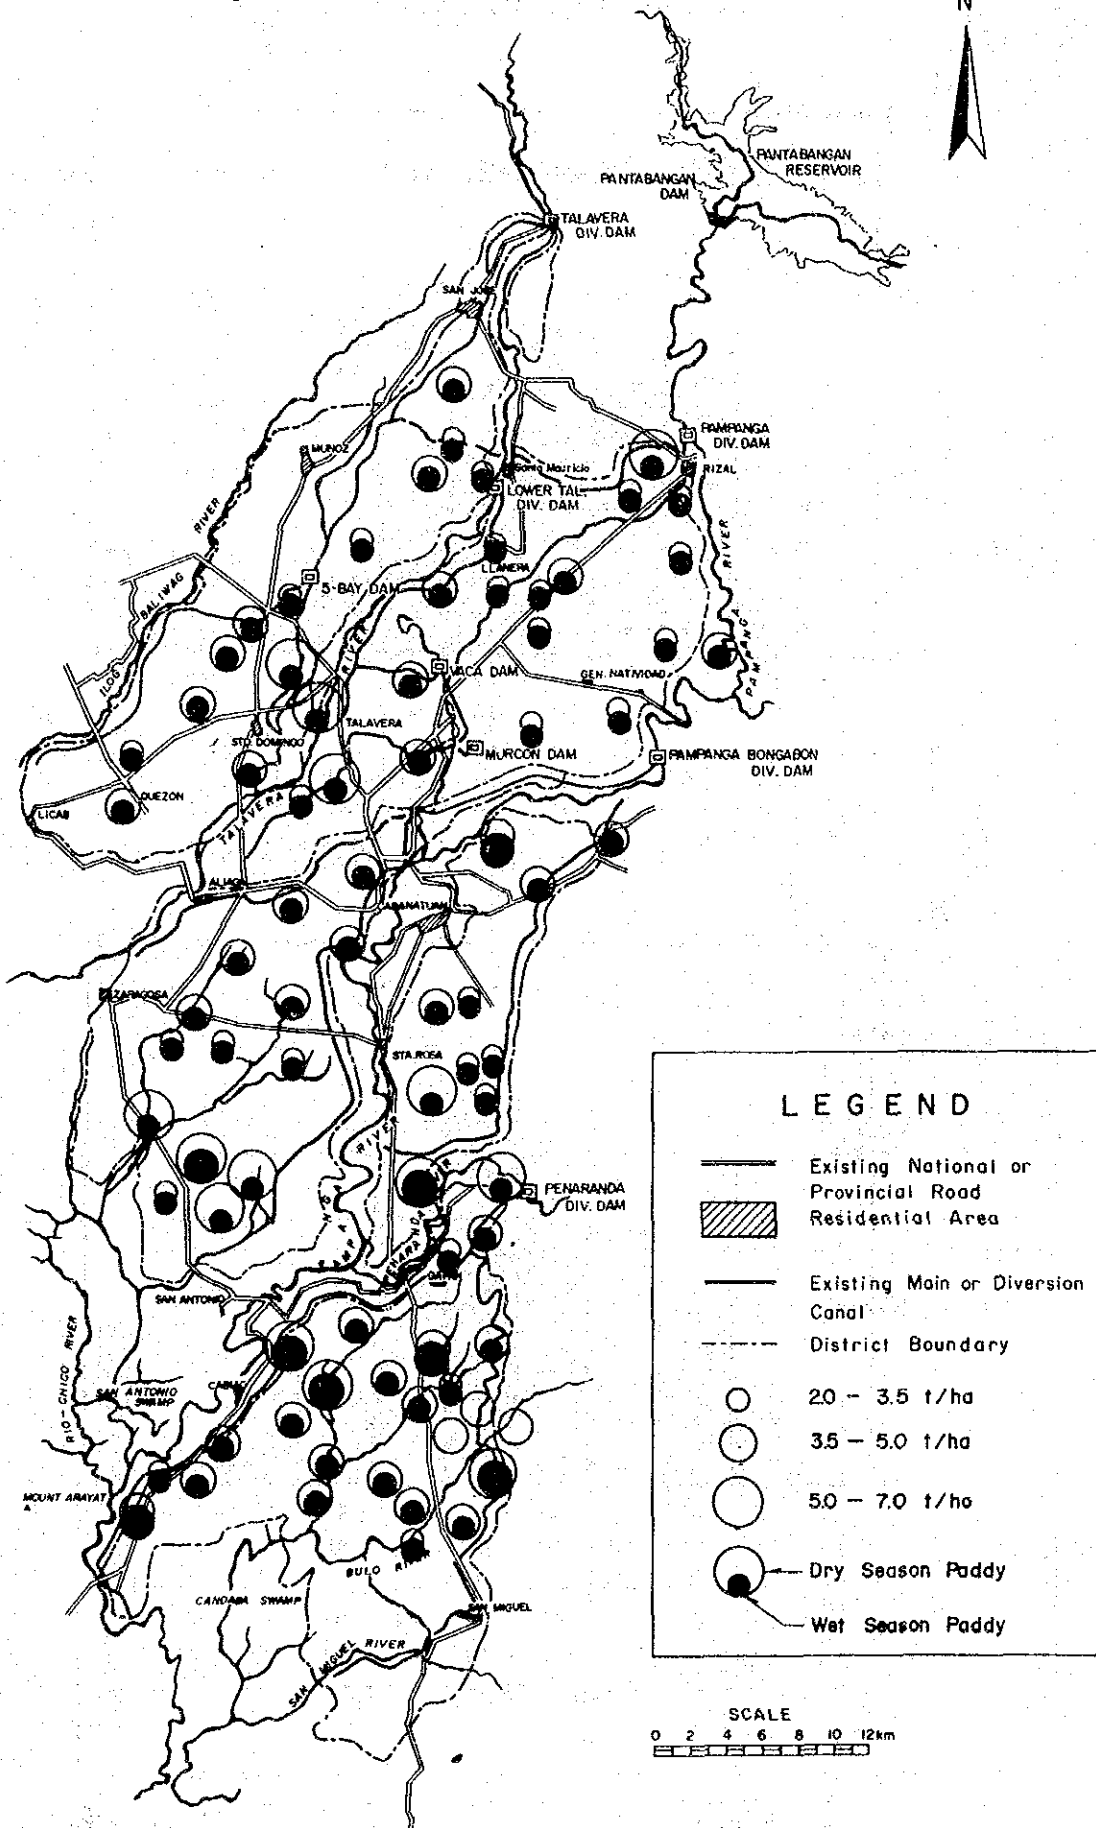 N
PANTABANGAN
RESERVOIR
PANTABANGAN
DAM
TALAVERA
DIV. DAM
SAN JOSE
PAMPANGA
DIV. DAM
MUNOZ
RIZAL
LOWER TAL.
DIV. DAM
RIVER
RIVER
LLANERA
5-BAY DAM
BALIWAG
RIVER
ILOG
VACA DAM
GEN. NATIVIDAD
PAMPANGA
TALAVERA
STO. DOMINGO
MURCON DAM
PAMPANGA BONGABON
DIV. DAM
QUEZON
LICAB
TALAVERA
ALIAGA
ABANATUAN
ZARAGOSA
STA. ROSA
RIVER
PENARANDA
DIV. DAM
SAN ANTONIO
RIO-CHICO RIVER
SAN ANTONIO
SWAMP
MOUNT ARAYAT
BULO RIVER
CANDABA SWAMP
SAN MIGUEL
SAN MIGUEL RIVER
LEGEND
Existing National or
Provincial Road
Residential Area
Existing Main or Diversion
Canal
District Boundary
2.0 - 3.5 t/ha
3.5 - 5.0 t/ha
5.0 - 7.0 t/ha
Dry Season Paddy
Wet Season Paddy
SCALE
0 2 4 6 8 10 12km